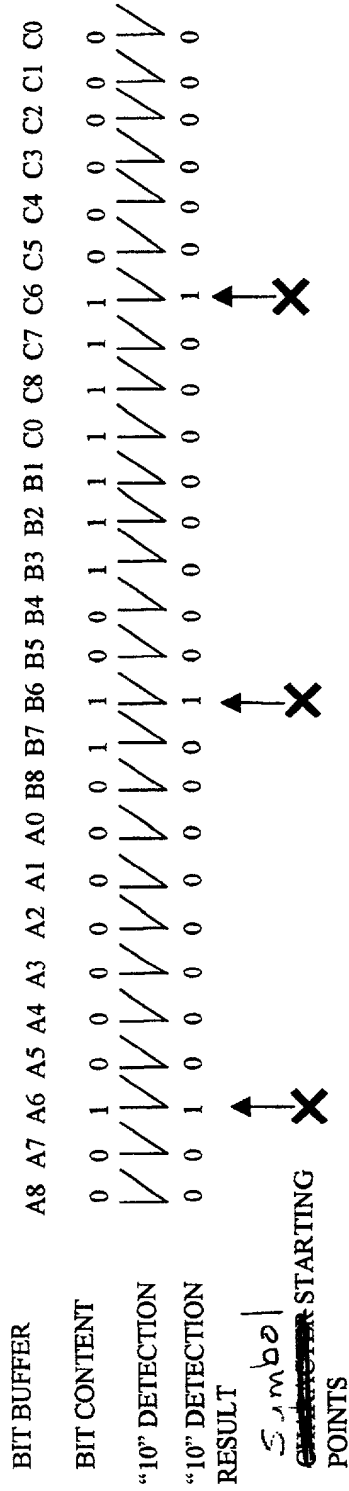 BIT BUFFER A8 A7 A6 A5 A4 A3 A2 A1 A0 B8 B7 B6 B5 B4 B3 B2 B1 C0 C8 C7 C6 C5 C4 C3 C2 C1 C0
BIT CONTENT 0 0 1 0 0 0 0 0 0 0 1 1 0 0 1 1 1 1 1 1 1 0 0 0 0 0 0
“10” DETECTION
“10” DETECTION 0 0 1 0 0 0 0 0 0 0 0 1 0 0 0 0 0 0 0 0 1 0 0 0 0 0 0
RESULT
Symbol
STARTING
POINTS